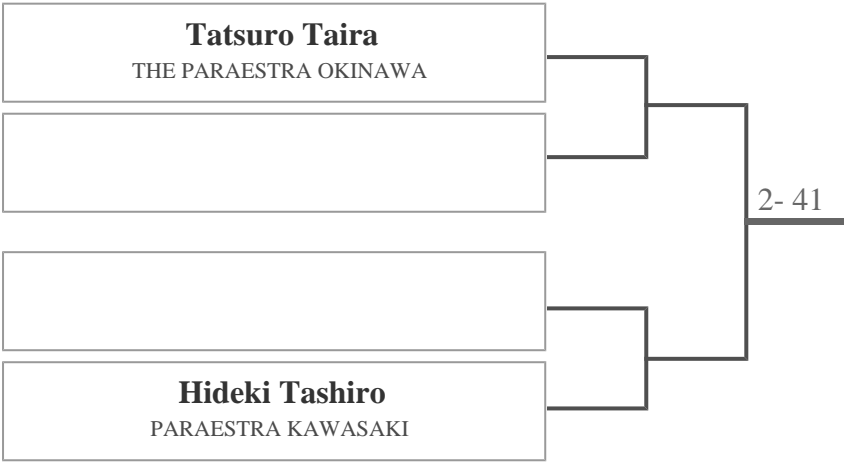 Tatsuro Taira
THE PARAESTRA OKINAWA
2- 41
Hideki Tashiro
PARAESTRA KAWASAKI